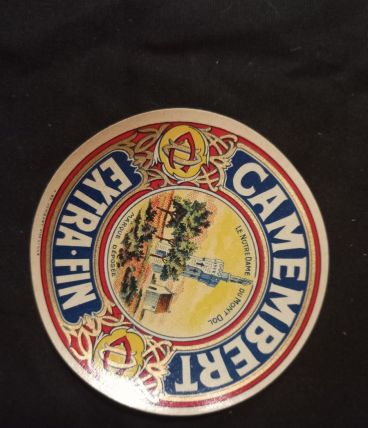 CAMEMBERT
LE NOTRE DAME DU MONT DOL
MARQUE DÉPOSÉE
EXTRA·FIN